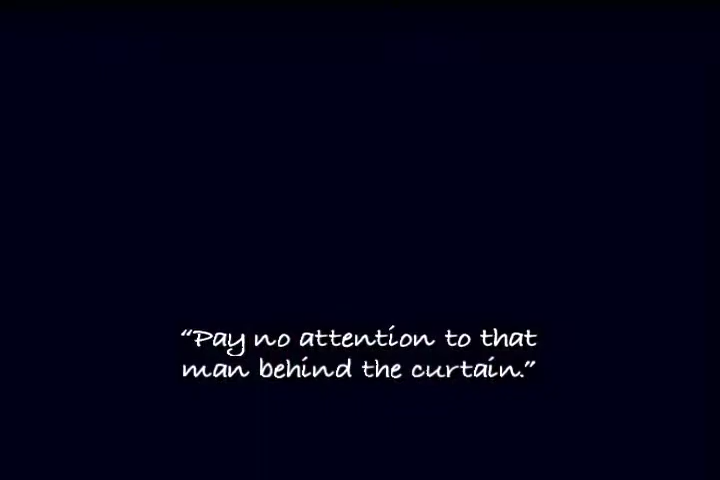 “Pay no attention to that
man behind the curtain.”